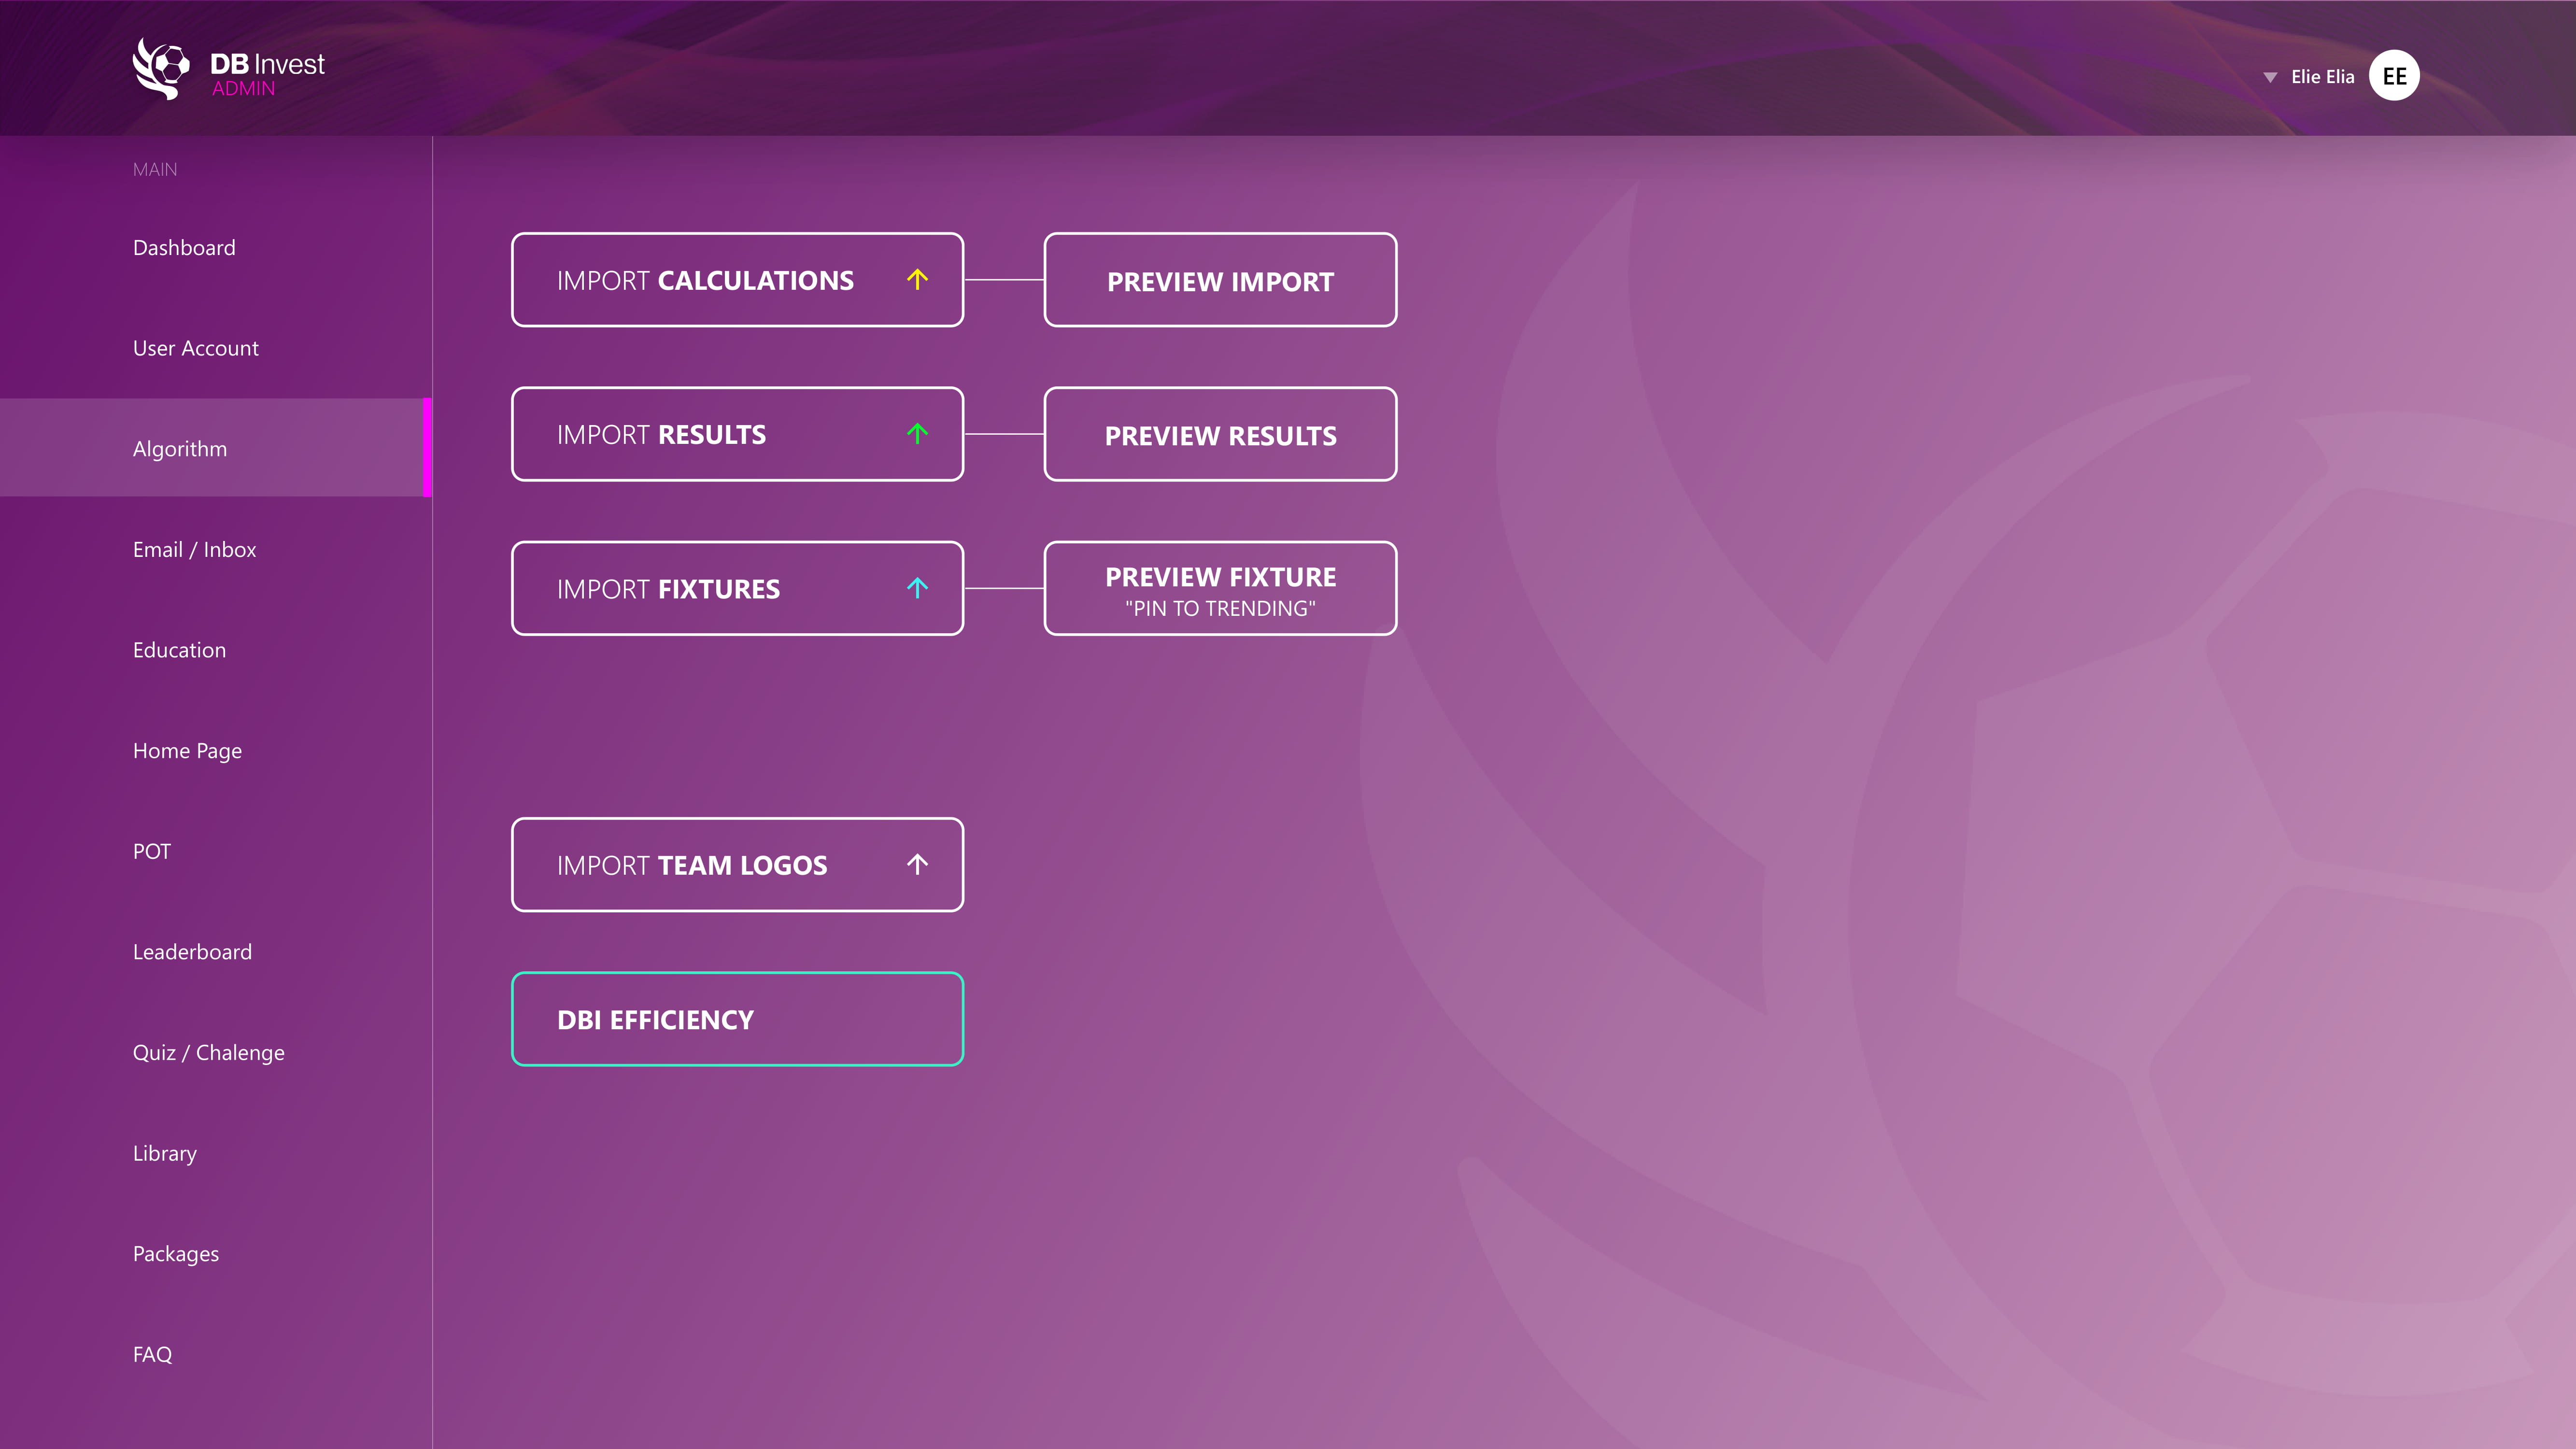 DB Invest
ADMIN
Elie Elia
EE
MAIN
Dashboard
User Account
Algorithm
Email / Inbox
Education
Home Page
POT
Leaderboard
Quiz / Chalenge
Library
Packages
FAQ
IMPORT CALCULATIONS
PREVIEW IMPORT
IMPORT RESULTS
PREVIEW RESULTS
IMPORT FIXTURES
PREVIEW FIXTURE
"PIN TO TRENDING"
IMPORT TEAM LOGOS
DBI EFFICIENCY